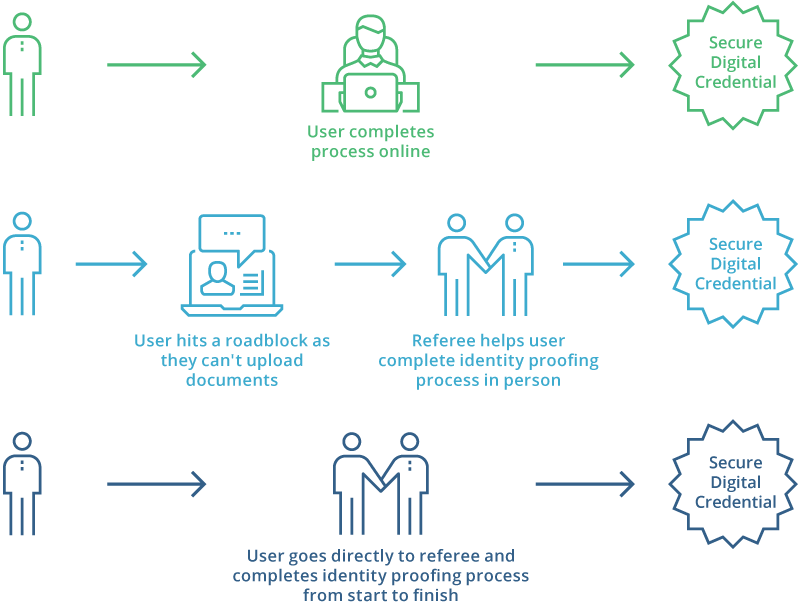 Secure
Digital
Credential
User completes
process online
Secure
Digital
Credential
User hits a roadblock as
they can't upload
documents
Referee helps user
complete identity proofing
process in person
Secure
Digital
Credential
User goes directly to referee and
completes identity proofing process
from start to finish